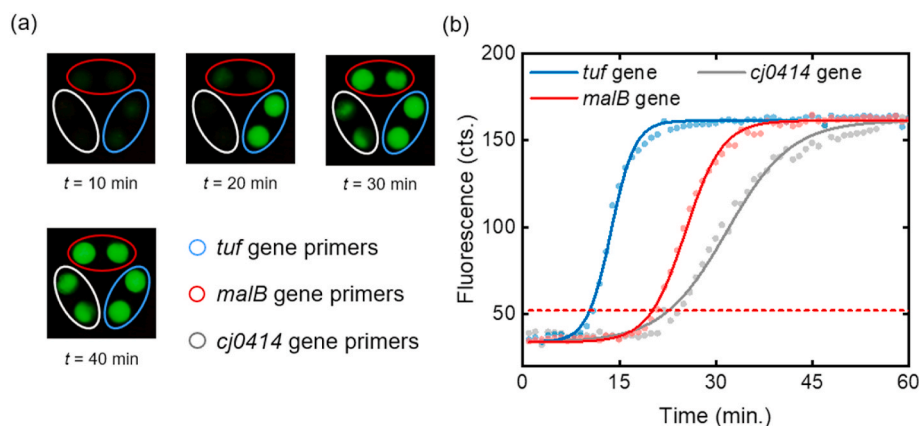 (a)
t = 10 min
t = 20 min
t = 30 min
t = 40 min
tuf gene primers
malB gene primers
cj0414 gene primers
(b)
200
150
100
50
Fluorescence (cts.)
tuf gene
cj0414 gene
malB gene
0
15
30
45
60
Time (min.)